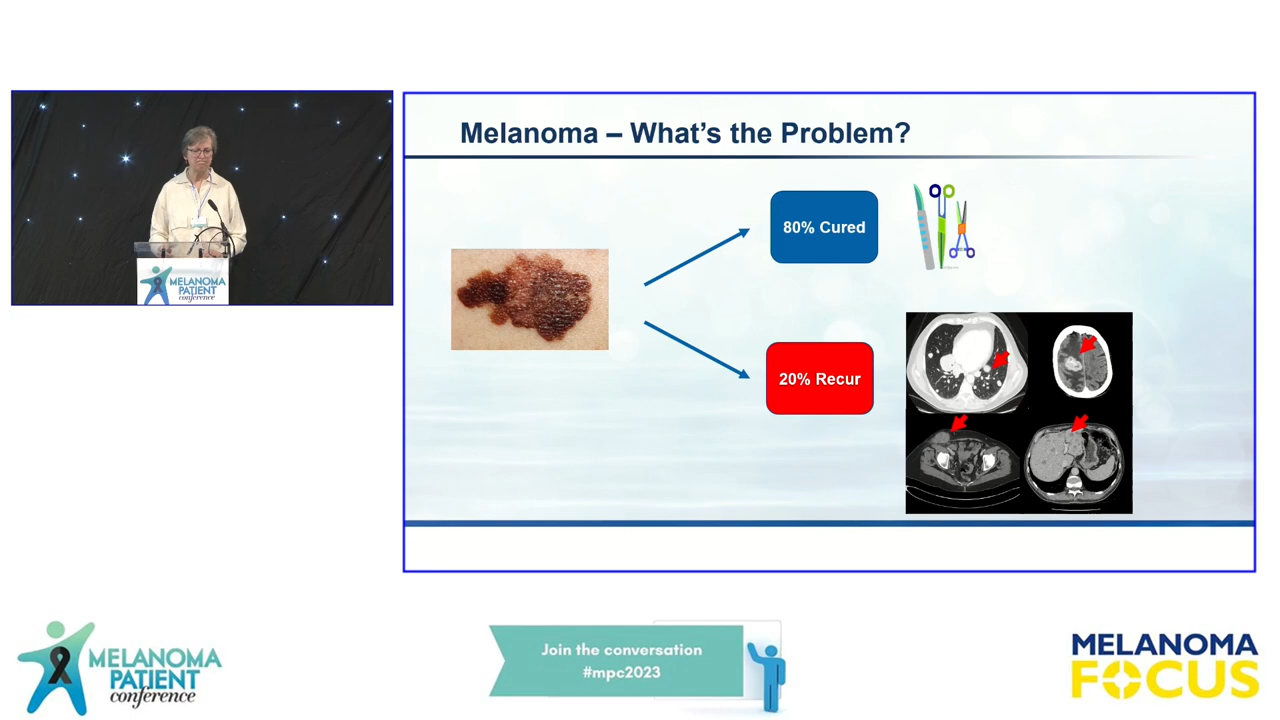 Melanoma – What's the Problem?
80% Cured
20% Recur
MELANOMA
PATIENT
conference
MELANOMA
PATIENT
conference
Join the conversation
#mpc2023
MELANOMA
FOCUS